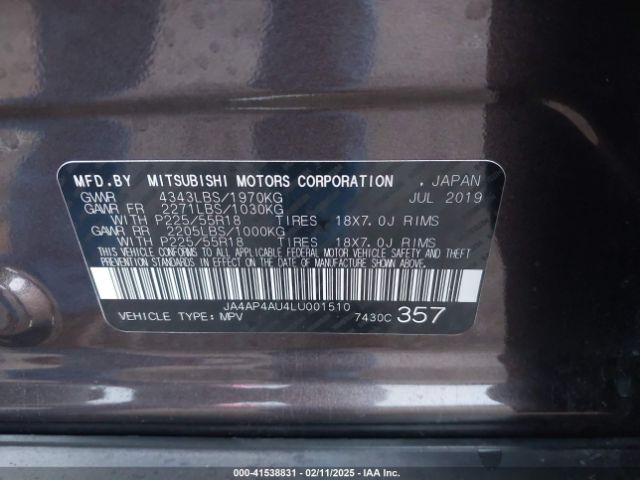 MFD.BY MITSUBISHI MOTORS CORPORATION . JAPAN
GVWR 4343LBS/1970KG JUL 2019
GAWR FR 2271LBS/1030KG
WITH P225/55R18 TIRES 18X7.0J RIMS
GAWR RR 2205LBS/1000KG
WITH P225/55R18 TIRES 18X7.0J RIMS
THIS VEHICLE CONFORMS TO ALL APPLICABLE FEDERAL MOTOR VEHICLE SAFETY AND THEFT
PREVENTION STANDARDS IN EFFECT ON THE DATE OF MANUFACTURE SHOWN ABOVE.
JA4AP4AU4LU001510
VEHICLE TYPE: MPV 7430C 357
000-41538831 - 02/11/2025 - IAA Inc.